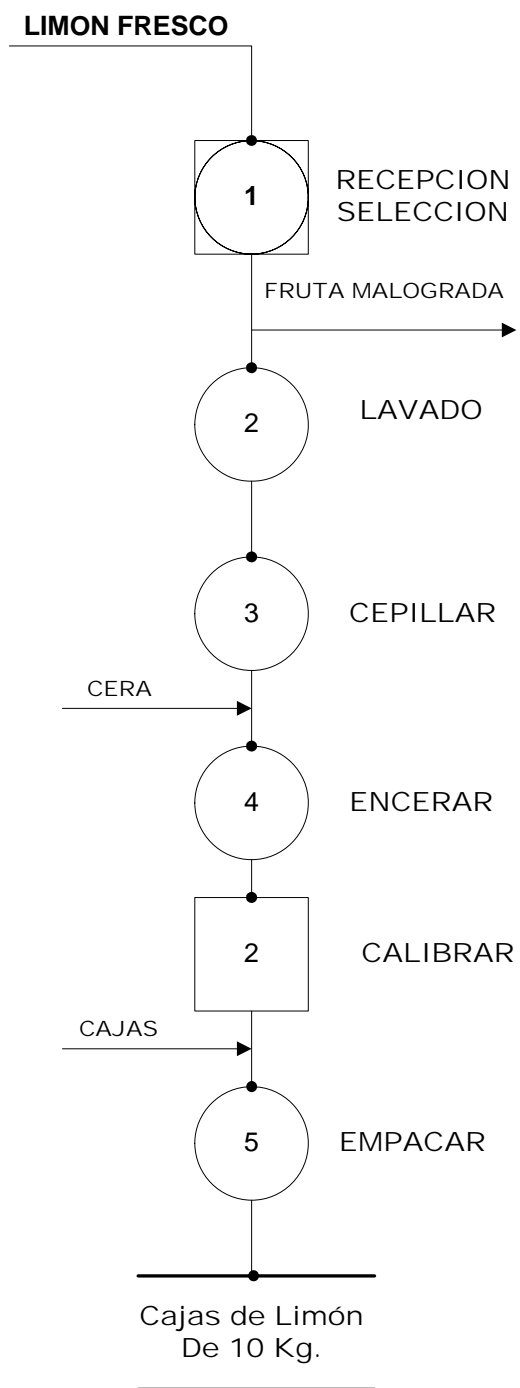 LIMON FRESCO
1
RECEPCION
SELECCION
FRUTA MALOGRADA
2
LAVADO
3
CEPILLAR
CERA
4
ENCERAR
2
CALIBRAR
CAJAS
5
EMPACAR
Cajas de Limón
De 10 Kg.